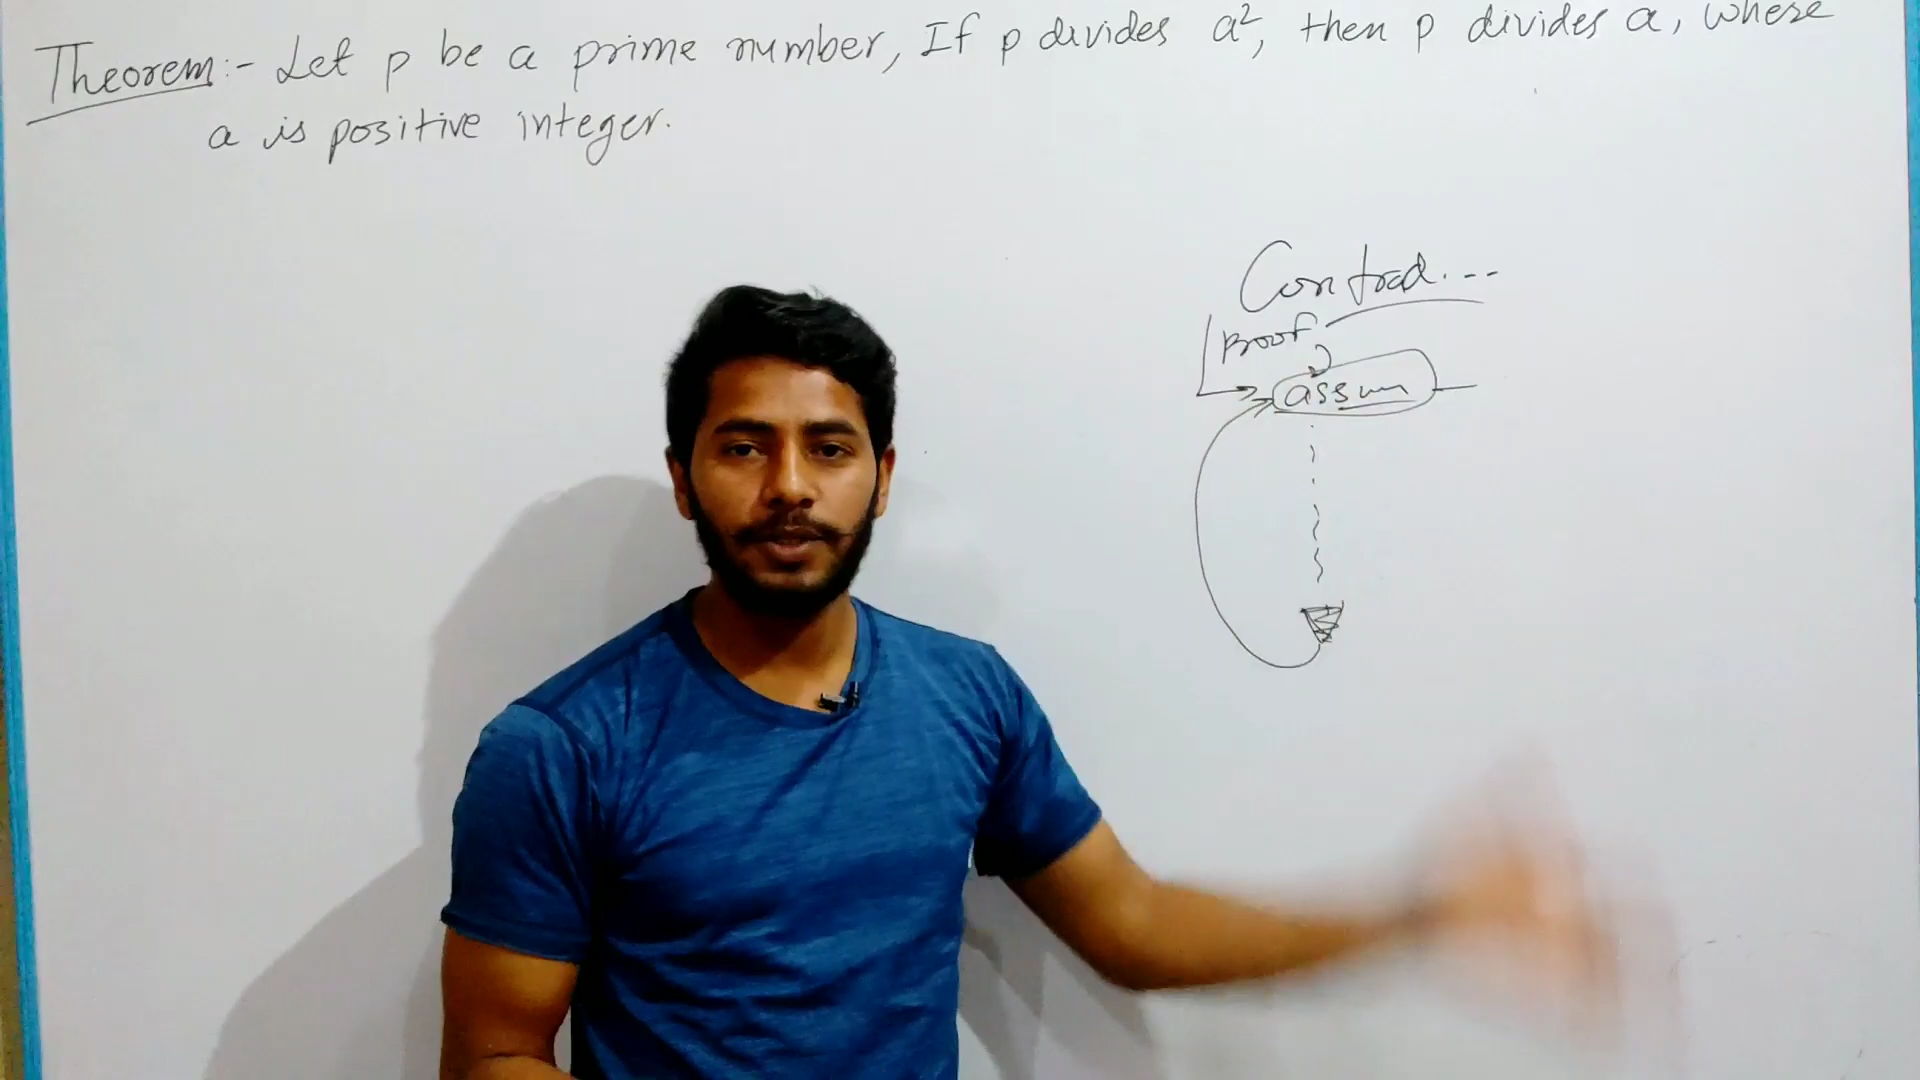 Theorem:- Let p be a prime number, If p divides a², then p divides a, where
a is positive integer.
Contrad....
Proof
assum